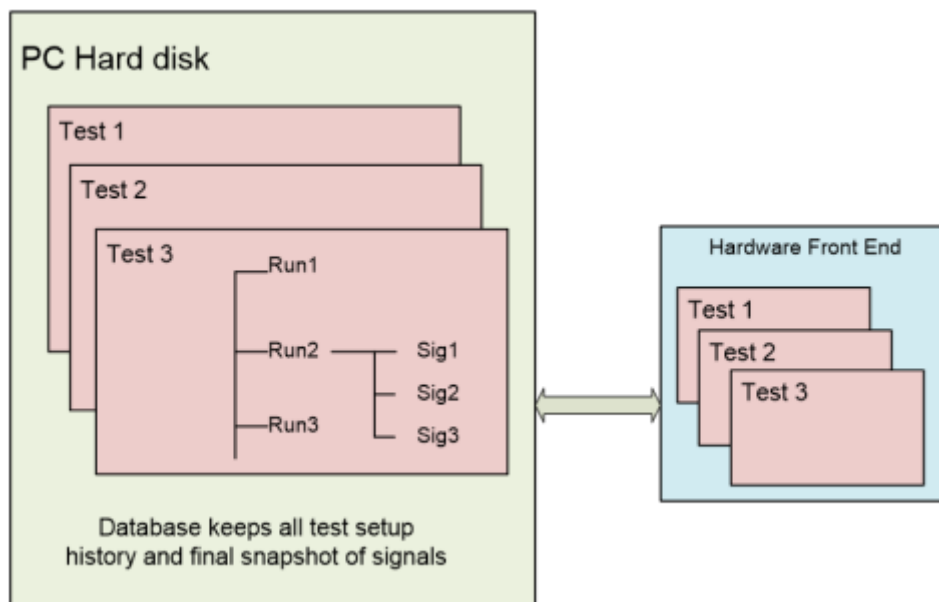 PC Hard disk
Test 1
Test 2
Test 3
Run1
Run2
Sig1
Sig2
Run3
Sig3
Database keeps all test setup
history and final snapshot of signals
Hardware Front End
Test 1
Test 2
Test 3